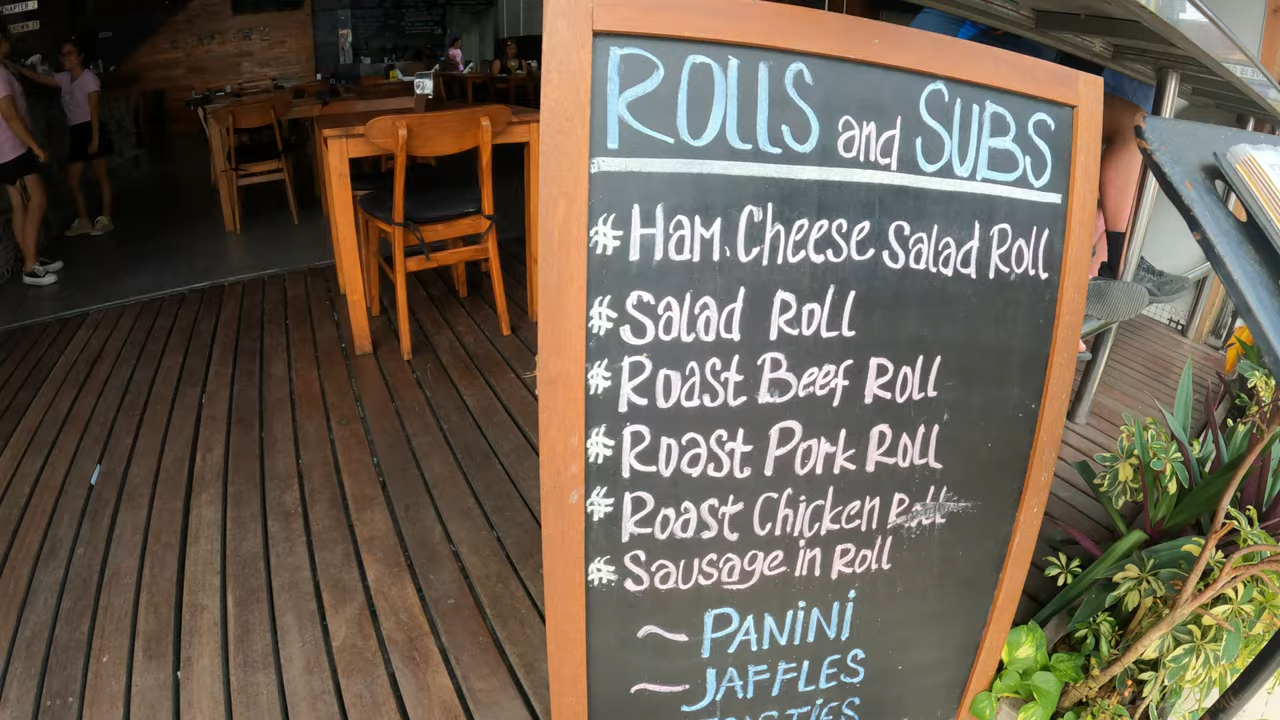 ROLLS and SUBS
# Ham. Cheese Salad Roll
# Salad Roll
# Roast Beef Roll
# Roast Pork Roll
# Roast Chicken Roll
# Sausage in Roll
~ PANiNi
~ JAFFLES